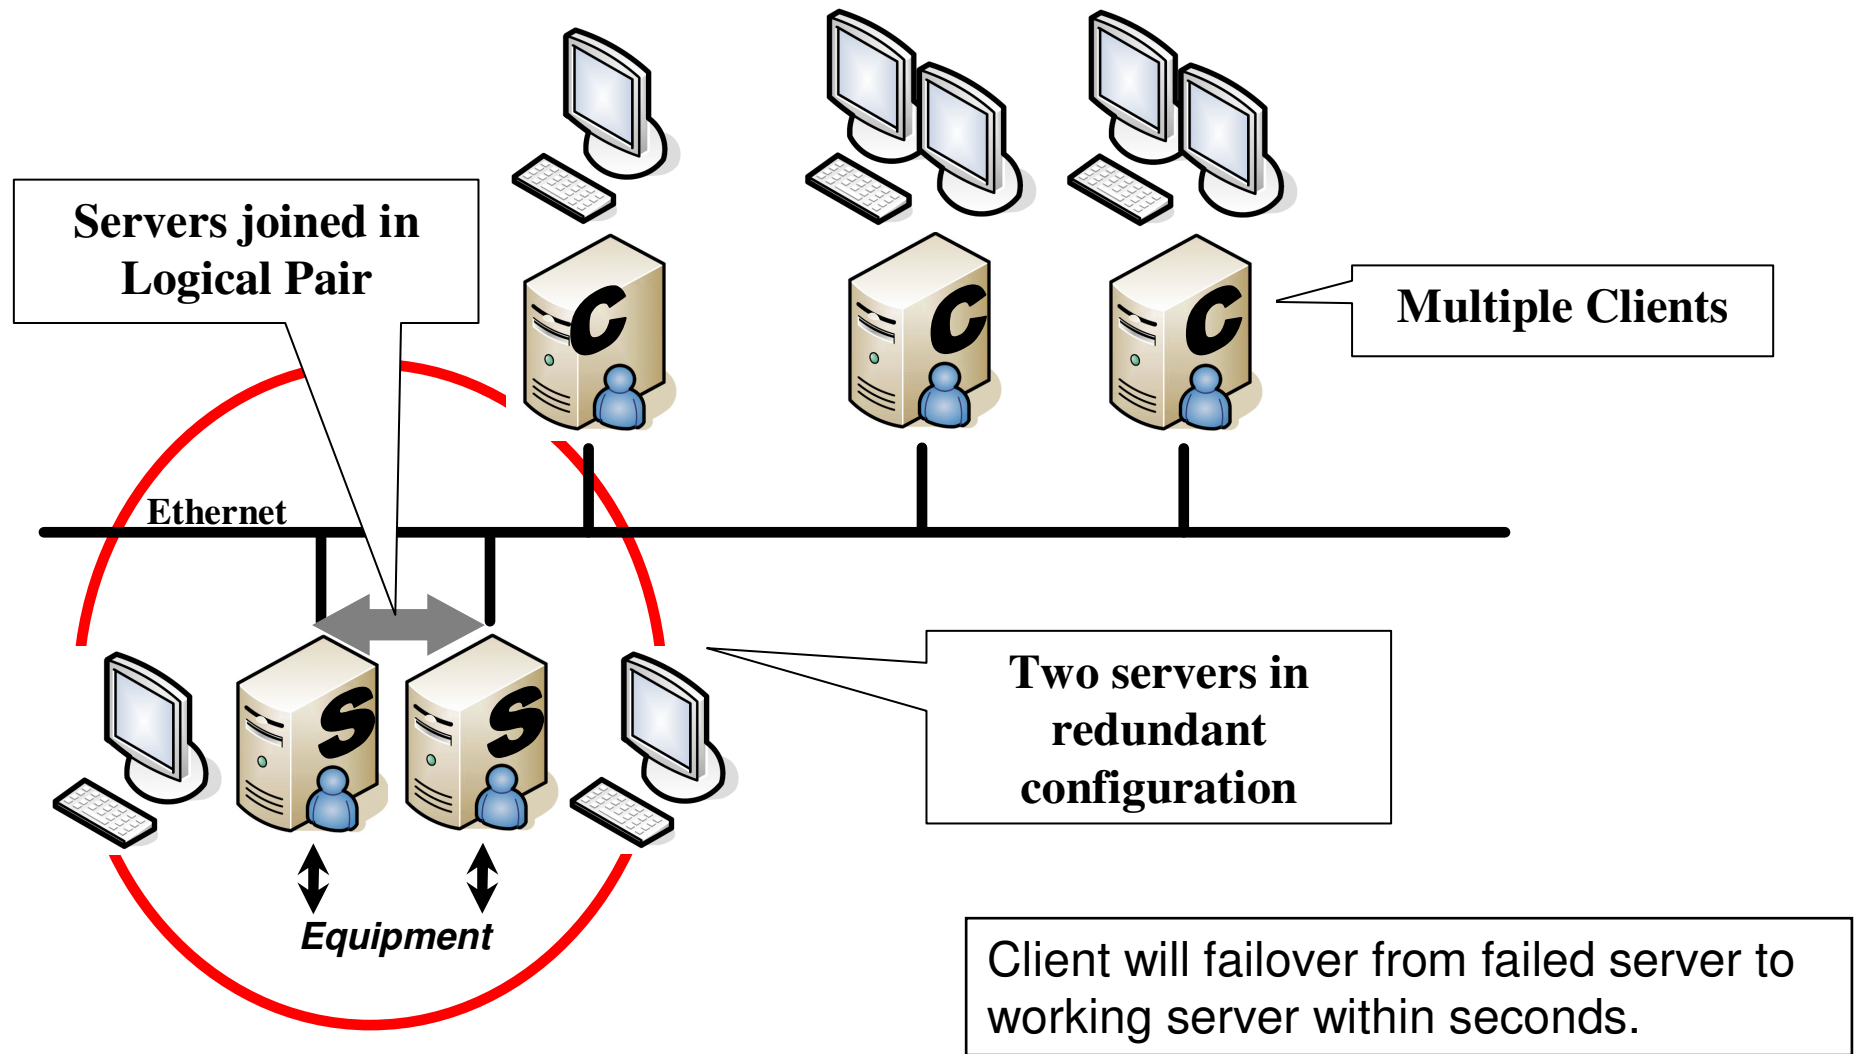 Servers joined in
Logical Pair
C
C
C
Multiple Clients
Ethernet
S
S
Two servers in
redundant
configuration
Equipment
Client will failover from failed server to
working server within seconds.